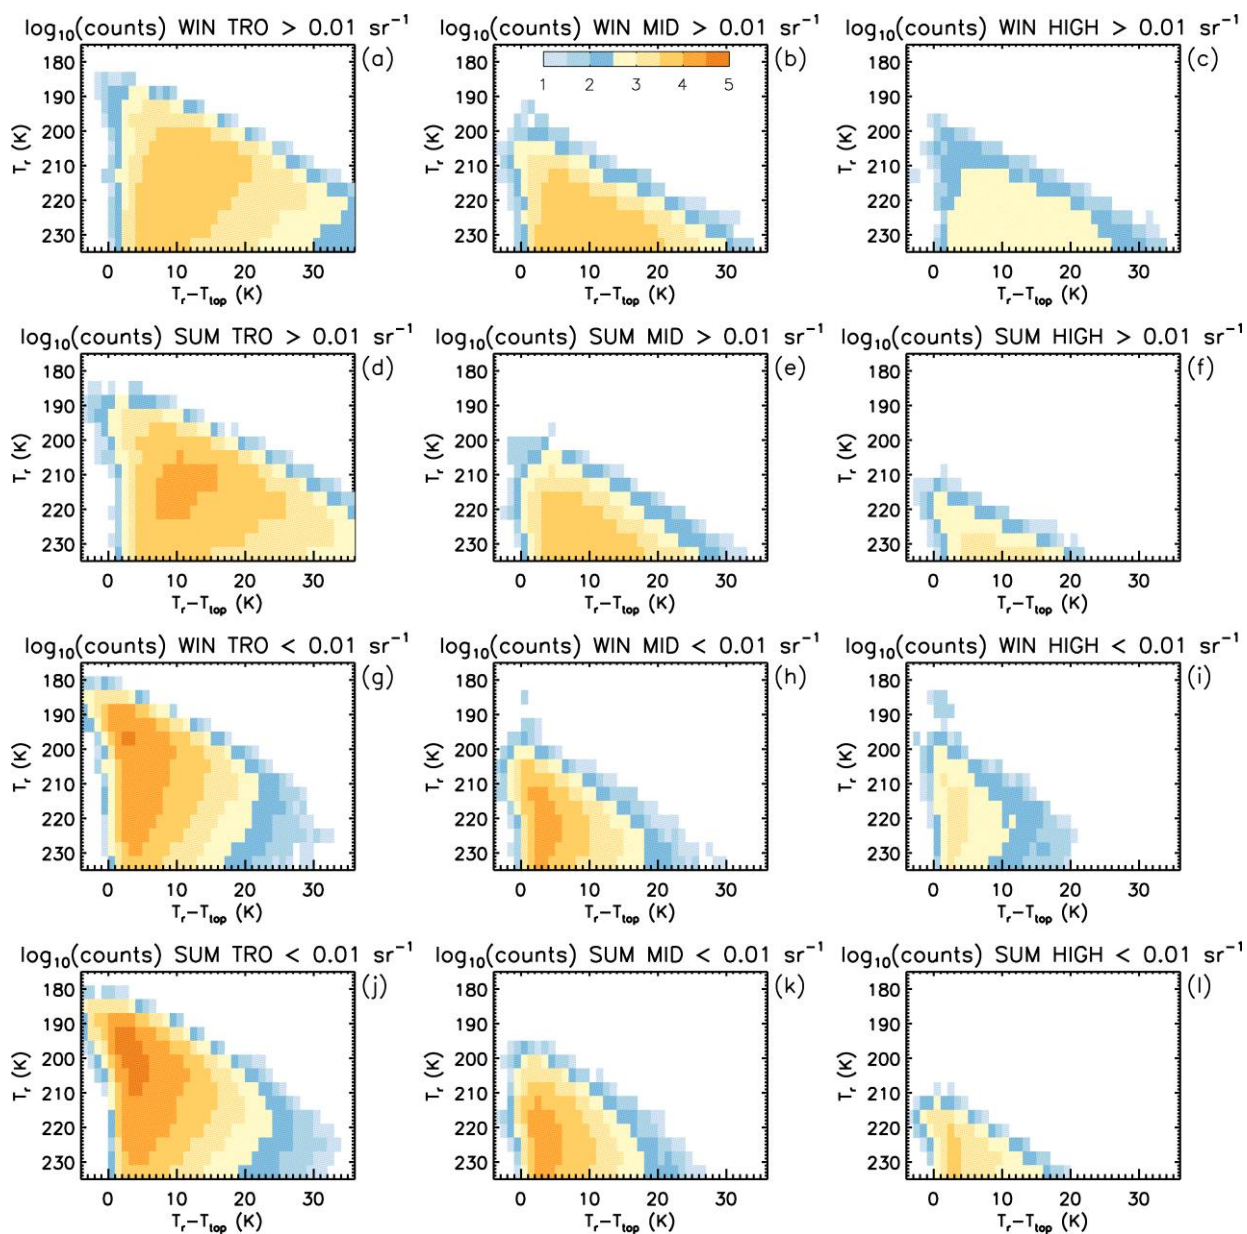 log₁₀(counts) WIN TRO > 0.01 sr⁻¹
log₁₀(counts) WIN MID > 0.01 sr⁻¹
log₁₀(counts) WIN HIGH > 0.01 sr⁻¹
(a)
(b)
(c)
1 2 3 4 5
180
190
200
210
220
230
Tᵣ (K)
0 10 20 30
Tᵣ−Tₜₒₚ (K)
180
190
200
210
220
230
Tᵣ (K)
0 10 20 30
Tᵣ−Tₜₒₚ (K)
180
190
200
210
220
230
Tᵣ (K)
0 10 20 30
Tᵣ−Tₜₒₚ (K)
log₁₀(counts) SUM TRO > 0.01 sr⁻¹
log₁₀(counts) SUM MID > 0.01 sr⁻¹
log₁₀(counts) SUM HIGH > 0.01 sr⁻¹
(d)
(e)
(f)
180
190
200
210
220
230
Tᵣ (K)
0 10 20 30
Tᵣ−Tₜₒₚ (K)
180
190
200
210
220
230
Tᵣ (K)
0 10 20 30
Tᵣ−Tₜₒₚ (K)
180
190
200
210
220
230
Tᵣ (K)
0 10 20 30
Tᵣ−Tₜₒₚ (K)
log₁₀(counts) WIN TRO < 0.01 sr⁻¹
log₁₀(counts) WIN MID < 0.01 sr⁻¹
log₁₀(counts) WIN HIGH < 0.01 sr⁻¹
(g)
(h)
(i)
180
190
200
210
220
230
Tᵣ (K)
0 10 20 30
Tᵣ−Tₜₒₚ (K)
180
190
200
210
220
230
Tᵣ (K)
0 10 20 30
Tᵣ−Tₜₒₚ (K)
180
190
200
210
220
230
Tᵣ (K)
0 10 20 30
Tᵣ−Tₜₒₚ (K)
log₁₀(counts) SUM TRO < 0.01 sr⁻¹
log₁₀(counts) SUM MID < 0.01 sr⁻¹
log₁₀(counts) SUM HIGH < 0.01 sr⁻¹
(j)
(k)
(l)
180
190
200
210
220
230
Tᵣ (K)
0 10 20 30
Tᵣ−Tₜₒₚ (K)
180
190
200
210
220
230
Tᵣ (K)
0 10 20 30
Tᵣ−Tₜₒₚ (K)
180
190
200
210
220
230
Tᵣ (K)
0 10 20 30
Tᵣ−Tₜₒₚ (K)